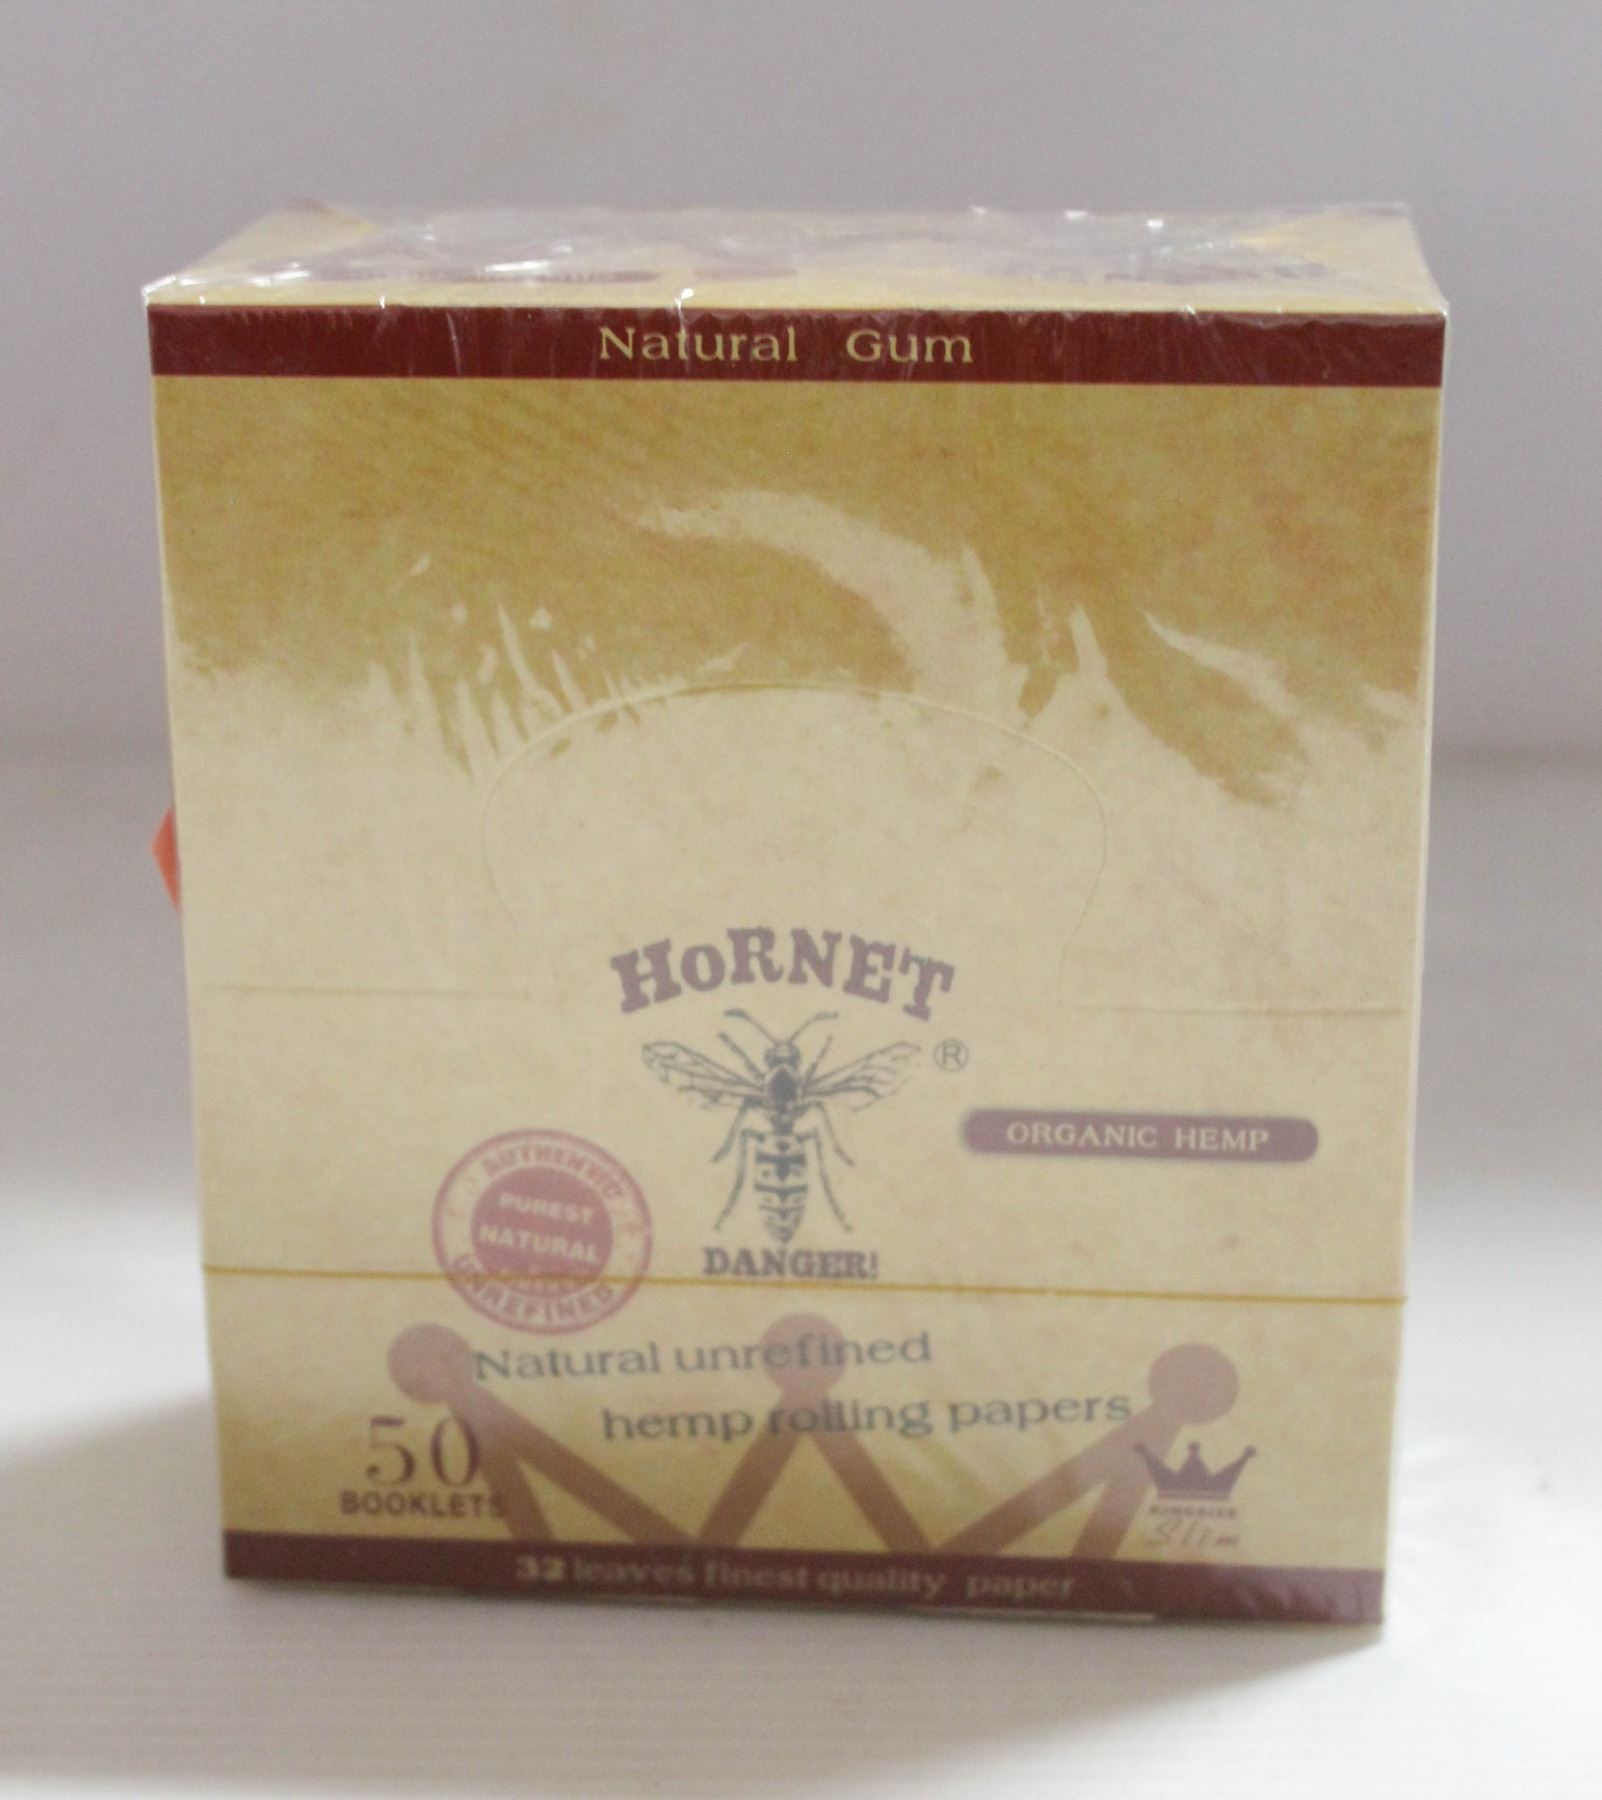 Natural Gum
HoRNET
®
ORGANIC HEMP
AUTHENTIC
PUREST
NATURAL
UNREFINED
DANGER!
Natural unrefined
hemp rolling papers
50
BOOKLETS
KINGSIZE
Slim
32 leaves finest quality paper